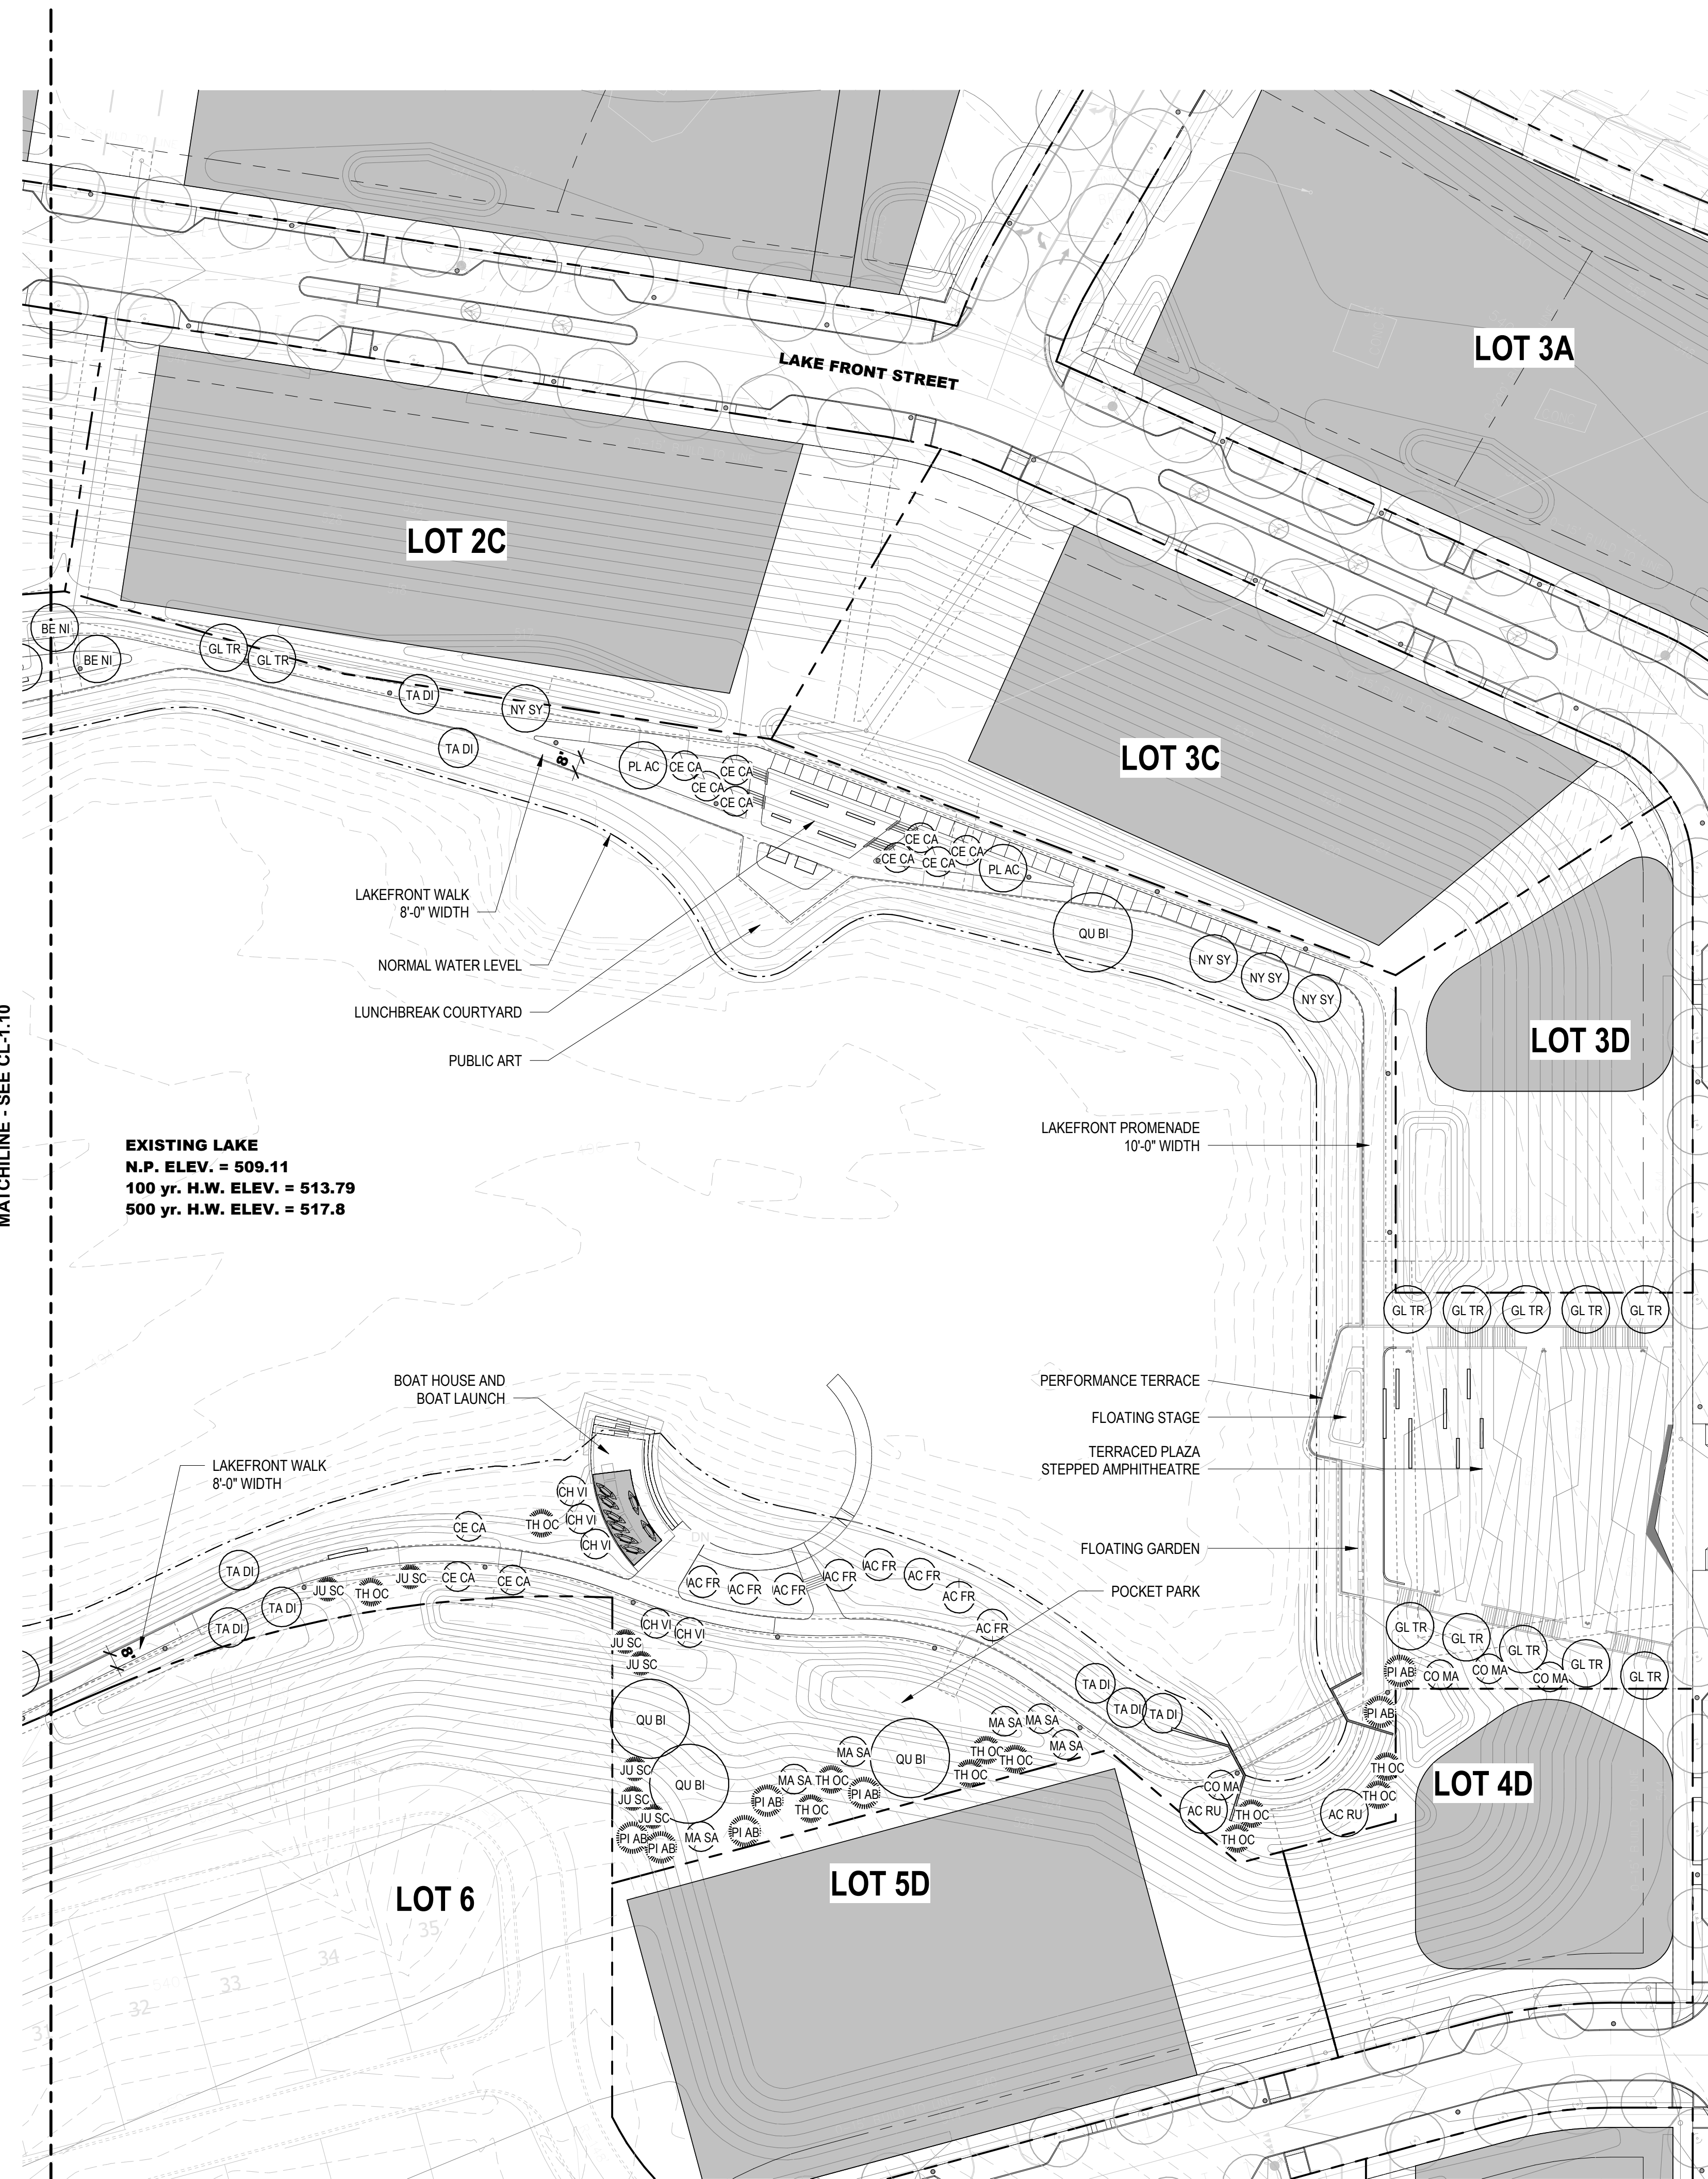 LAKE FRONT STREET
LOT 3A
LOT 2C
BE NI
BE NI
GL TR
GL TR
TA DI
NY SY
TA DI
8'
PL AC
CE CA
CE CA
CE CA
CE CA
LOT 3C
CE CA
CE CA
CE CA
CE CA
PL AC
LAKEFRONT WALK
8'-0" WIDTH
QU BI
NORMAL WATER LEVEL
NY SY
NY SY
NY SY
LUNCHBREAK COURTYARD
PUBLIC ART
LOT 3D
MATCHLINE - SEE CL-1.10
EXISTING LAKE
N.P. ELEV. = 509.11
100 yr. H.W. ELEV. = 513.79
500 yr. H.W. ELEV. = 517.8
LAKEFRONT PROMENADE
10'-0" WIDTH
GL TR
GL TR
GL TR
GL TR
GL TR
BOAT HOUSE AND
BOAT LAUNCH
PERFORMANCE TERRACE
FLOATING STAGE
TERRACED PLAZA
STEPPED AMPHITHEATRE
LAKEFRONT WALK
8'-0" WIDTH
CH VI
CH VI
CH VI
TH OC
CE CA
DN
FLOATING GARDEN
POCKET PARK
TA DI
TA DI
TA DI
JU SC
TH OC
JU SC
CE CA
CE CA
AC FR
AC FR
AC FR
AC FR
AC FR
AC FR
AC FR
AC FR
8'
CH VI
CH VI
JU SC
JU SC
GL TR
GL TR
GL TR
GL TR
GL TR
PI AB
CO MA
CO MA
CO MA
PI AB
TA DI
TA DI
TA DI
QU BI
MA SA
MA SA
MA SA
MA SA
QU BI
TH OC
TH OC
TH OC
JU SC
QU BI
MA SA
TH OC
PI AB
PI AB
TH OC
JU SC
JU SC
PI AB
PI AB
MA SA
PI AB
CO MA
AC RU
TH OC
TH OC
AC RU
TH OC
TH OC
LOT 4D
LOT 5D
LOT 6
35
34
33
32